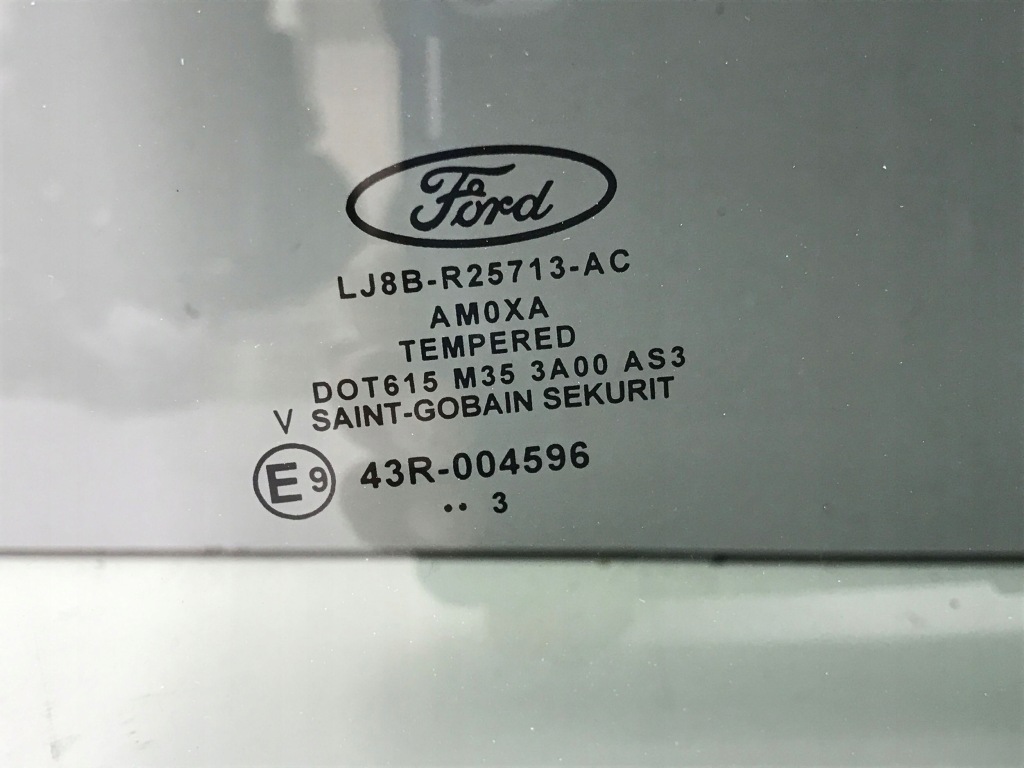 Ford
LJ8B-R25713-AC
AM0XA
TEMPERED
DOT615 M35 3A00 AS3
V SAINT-GOBAIN SEKURIT
E9 43R-004596
•• 3